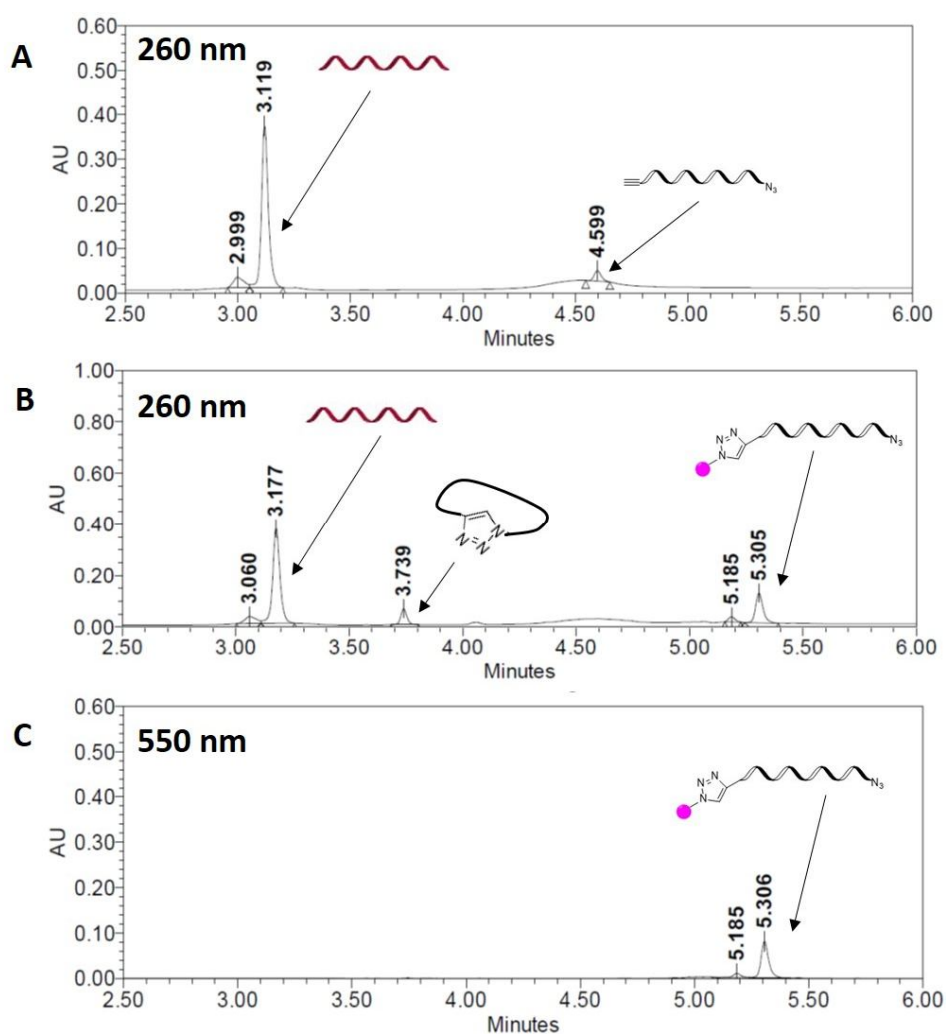 A
260 nm
AU
0.60
0.50
0.40
0.30
0.20
0.10
0.00
2.999
3.119
4.599
N3
2.50 3.00 3.50 4.00 4.50 5.00 5.50 6.00
Minutes
B
260 nm
AU
1.00
0.80
0.60
0.40
0.20
0.00
3.060
3.177
3.739
5.185
5.305
N N N
N
N
N
N3
2.50 3.00 3.50 4.00 4.50 5.00 5.50 6.00
Minutes
C
550 nm
AU
0.60
0.50
0.40
0.30
0.20
0.10
0.00
5.185
5.306
N
N
N
N3
2.50 3.00 3.50 4.00 4.50 5.00 5.50 6.00
Minutes